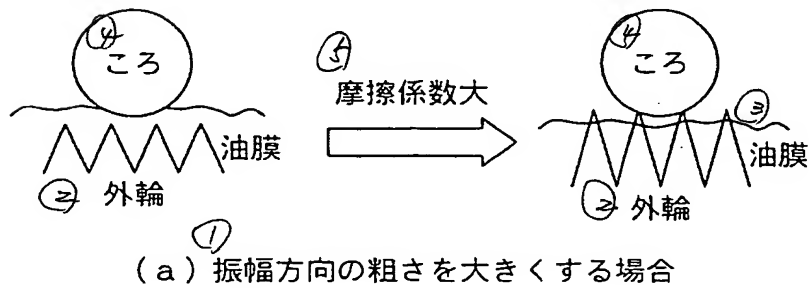 ④ ころ
⑤ 摩擦係数大
④ ころ
③
油膜
油膜
② 外輪
② 外輪
①
(a)振幅方向の粗さを大きくする場合